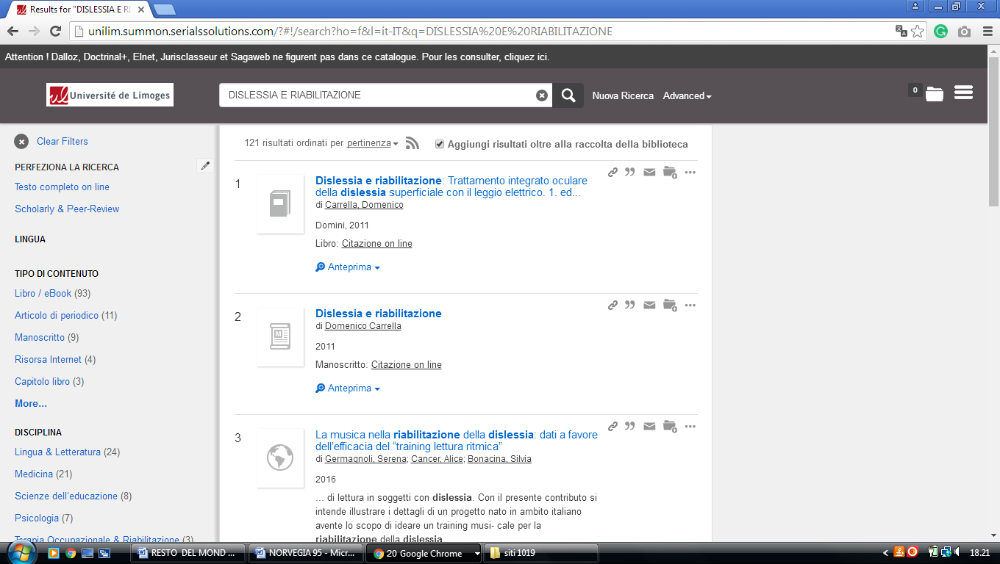 Results for "DISLESSIA E RI
unilim.summon.serialssolutions.com/?#!/search?ho=f&l=it-IT&q=DISLESSIA%20E%20RIABILITAZIONE
Attention ! Dalloz, Doctrinal+, Elnet, Jurisclasseur et Sagaweb ne figurent pas dans ce catalogue. Pour les consulter, cliquez ici.
ul Université de Limoges
DISLESSIA E RIABILITAZIONE
Nuova Ricerca
Advanced
0
Clear Filters
PERFEZIONA LA RICERCA
Testo completo on line
Scholarly & Peer-Review
LINGUA
TIPO DI CONTENUTO
Libro / eBook (93)
Articolo di periodico (11)
Manoscritto (9)
Risorsa Internet (4)
Capitolo libro (3)
More...
DISCIPLINA
Lingua & Letteratura (24)
Medicina (21)
Scienze dell'educazione (8)
Psicologia (7)
Terapia Occupazionale & Riabilitazione (3)
121 risultati ordinati per pertinenza
Aggiungi risultati oltre alla raccolta della biblioteca
1
Dislessia e riabilitazione: Trattamento integrato oculare
della dislessia superficiale con il leggio elettrico. 1. ed...
di Carrella, Domenico
Domini, 2011
Libro: Citazione on line
Anteprima
2
M
Dislessia e riabilitazione
di Domenico Carrella
2011
Manoscritto: Citazione on line
Anteprima
3
La musica nella riabilitazione della dislessia: dati a favore
dell'efficacia del “training lettura ritmica”
di Germagnoli, Serena; Cancer, Alice; Bonacina, Silvia
2016
... di lettura in soggetti con dislessia. Con il presente contributo si
intende illustrare i dettagli di un progetto nato in ambito italiano
avente lo scopo di ideare un training musi- cale per la
riabilitazione della dislessia
RESTO DEL MOND ...
NORVEGIA 95 - Micr...
20 Google Chrome
siti 1019
18.21